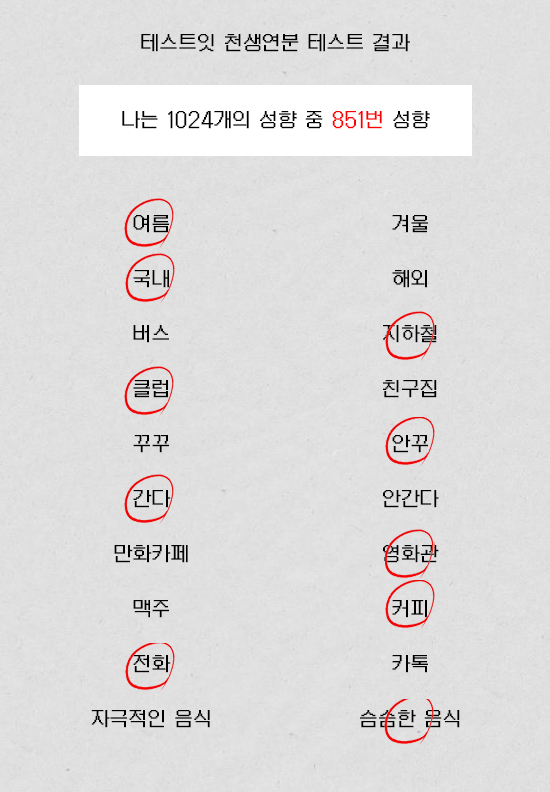 테스트잇 천생연분 테스트 결과
나는 1024개의 성향 중 851번 성향
여름 겨울
국내 해외
버스 지하철
클럽 친구집
꾸꾸 안꾸
간다 안간다
만화카페 영화관
맥주 커피
전화 카톡
자극적인 음식 슴슴한 음식